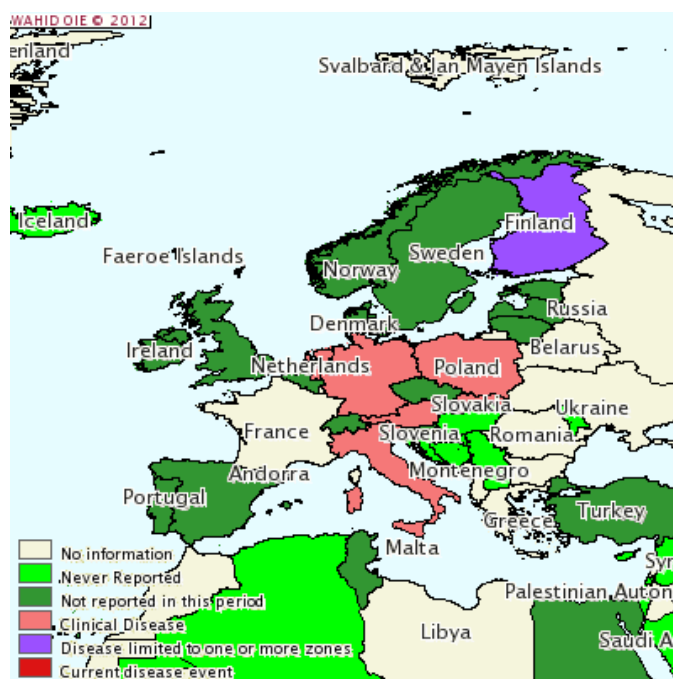 WAHID OIE © 2012
enland
Svalbard & Jan Mayen Islands
Iceland
Finland
Faeroe Islands
Sweden
Norway
Russia
Denmark
Ireland
Belarus
Netherlands
Poland
Slovakia
Ukraine
France
Slovenia
Romania
Andorra
Montenegro
Portugal
Greece
Turkey
Malta
No information
Never Reported
Syr
Palestinian Auton
Not reported in this period
Clinical Disease
Libya
Saudi A
Disease limited to one or more zones
Current disease event